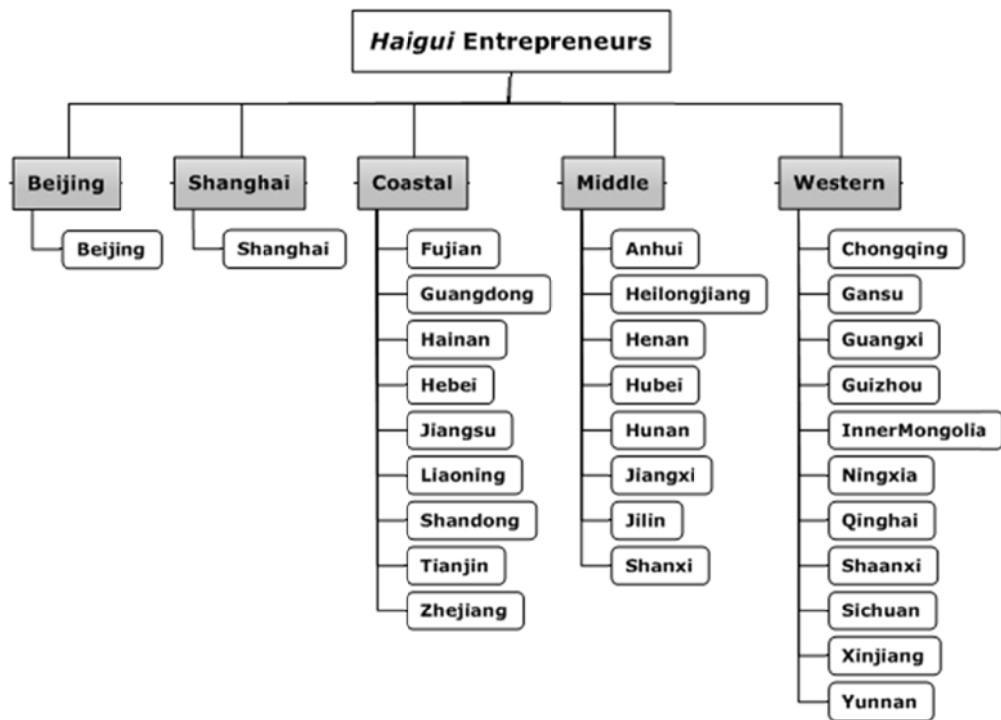 Haigui Entrepreneurs
Beijing
Beijing
Shanghai
Shanghai
Coastal
Fujian
Guangdong
Hainan
Hebei
Jiangsu
Liaoning
Shandong
Tianjin
Zhejiang
Middle
Anhui
Heilongjiang
Henan
Hubei
Hunan
Jiangxi
Jilin
Shanxi
Western
Chongqing
Gansu
Guangxi
Guizhou
InnerMongolia
Ningxia
Qinghai
Shaanxi
Sichuan
Xinjiang
Yunnan